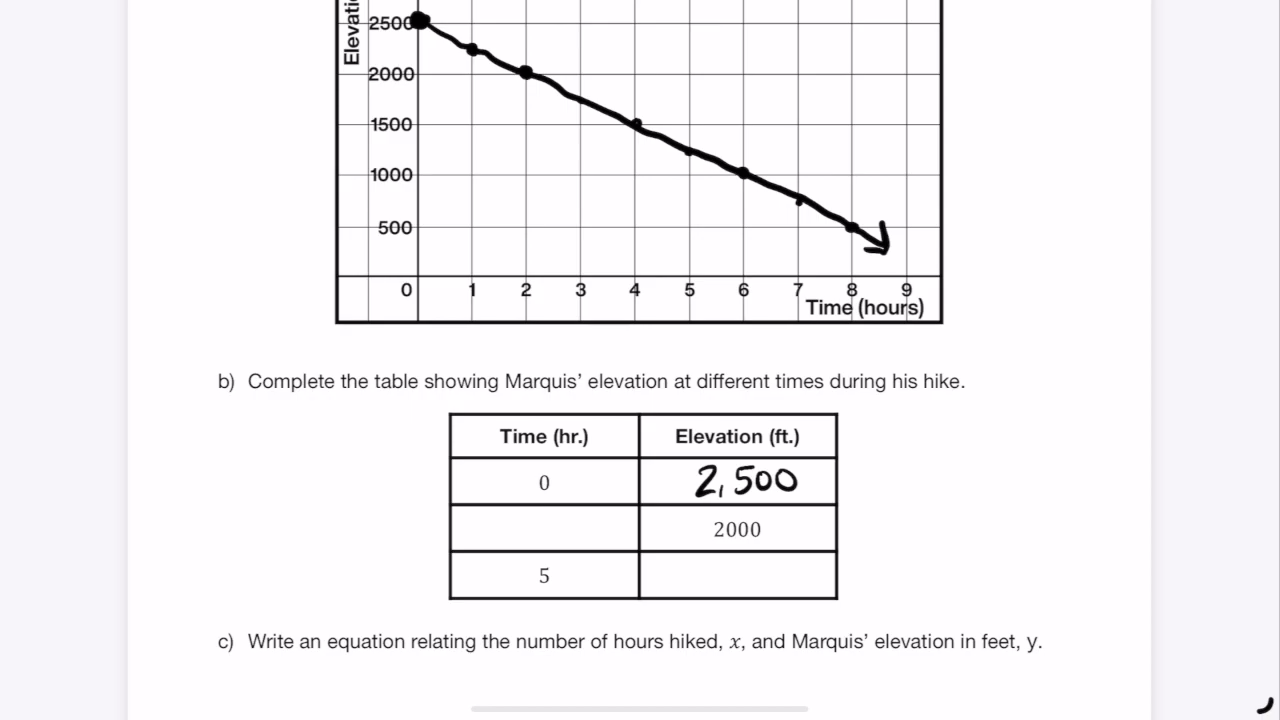 Elevati
2500
2000
1500
1000
500
0 1 2 3 4 5 6 7 8 9
Time (hours)
b) Complete the table showing Marquis’ elevation at different times during his hike.
Time (hr.) Elevation (ft.)
0 2,500
2000
5
c) Write an equation relating the number of hours hiked, x, and Marquis’ elevation in feet, y.